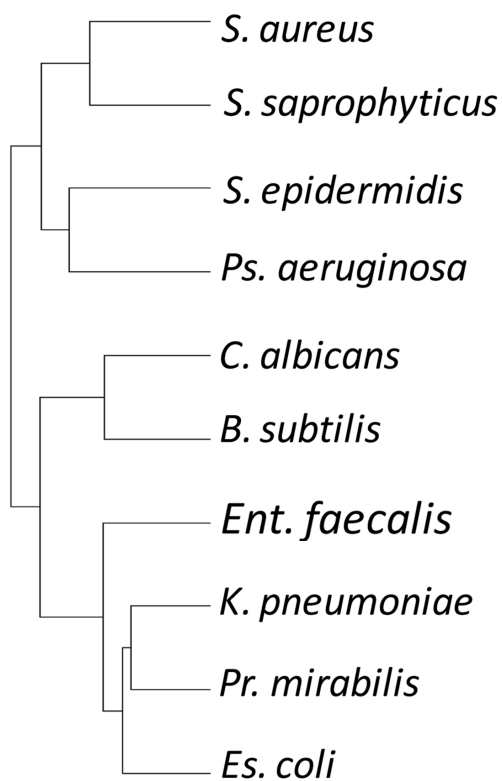 S. aureus
S. saprophyticus
S. epidermidis
Ps. aeruginosa
C. albicans
B. subtilis
Ent. faecalis
K. pneumoniae
Pr. mirabilis
Es. coli